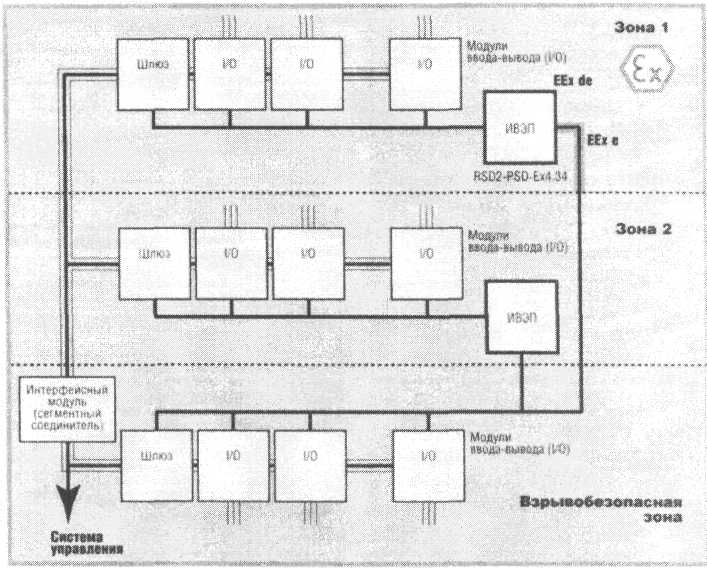 Зона 1
Шлюз
I/O
I/O
I/O
Модули
ввода-вывода (I/O)
Ex
EEx de
ИВЭП
EEx e
RSD2-PSD-Ex4.34
Зона 2
Шлюз
I/O
I/O
I/O
Модули
ввода-вывода (I/O)
ИВЭП
Интерфейсный
модуль
(сегментный
соединитель)
Шлюз
I/O
I/O
I/O
Модули
ввода-вывода (I/O)
Взрывобезопасная
зона
Система
управления